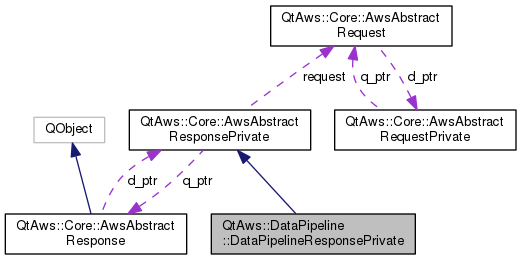 QtAws::Core::AwsAbstract
Request
request
q_ptr
d_ptr
QObject
QtAws::Core::AwsAbstract
ResponsePrivate
QtAws::Core::AwsAbstract
RequestPrivate
d_ptr
q_ptr
QtAws::Core::AwsAbstract
Response
QtAws::DataPipeline
::DataPipelineResponsePrivate